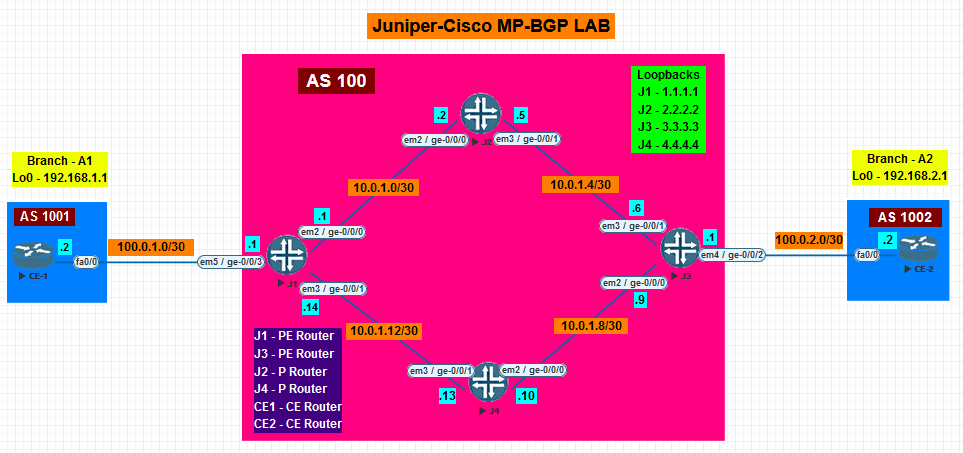 Juniper-Cisco MP-BGP LAB
AS 100
Loopbacks
J1 - 1.1.1.1
J2 - 2.2.2.2
J3 - 3.3.3.3
J4 - 4.4.4.4
.2
.5
em2 / ge-0/0/0
J2
em3 / ge-0/0/1
Branch - A1
Lo0 - 192.168.1.1
Branch - A2
Lo0 - 192.168.2.1
10.0.1.0/30
10.0.1.4/30
AS 1001
.2
fa0/0
CE-1
100.0.1.0/30
.1
em5 / ge-0/0/3
.1
em2 / ge-0/0/0
J1
em3 / ge-0/0/1
.14
.6
em3 / ge-0/0/1
.1
em4 / ge-0/0/2
J3
em2 / ge-0/0/0
.9
100.0.2.0/30
AS 1002
.2
fa0/0
CE-2
10.0.1.12/30
10.0.1.8/30
J1 - PE Router
J3 - PE Router
J2 - P Router
J4 - P Router
CE1 - CE Router
CE2 - CE Router
em3 / ge-0/0/1
em2 / ge-0/0/0
.13
.10
J4